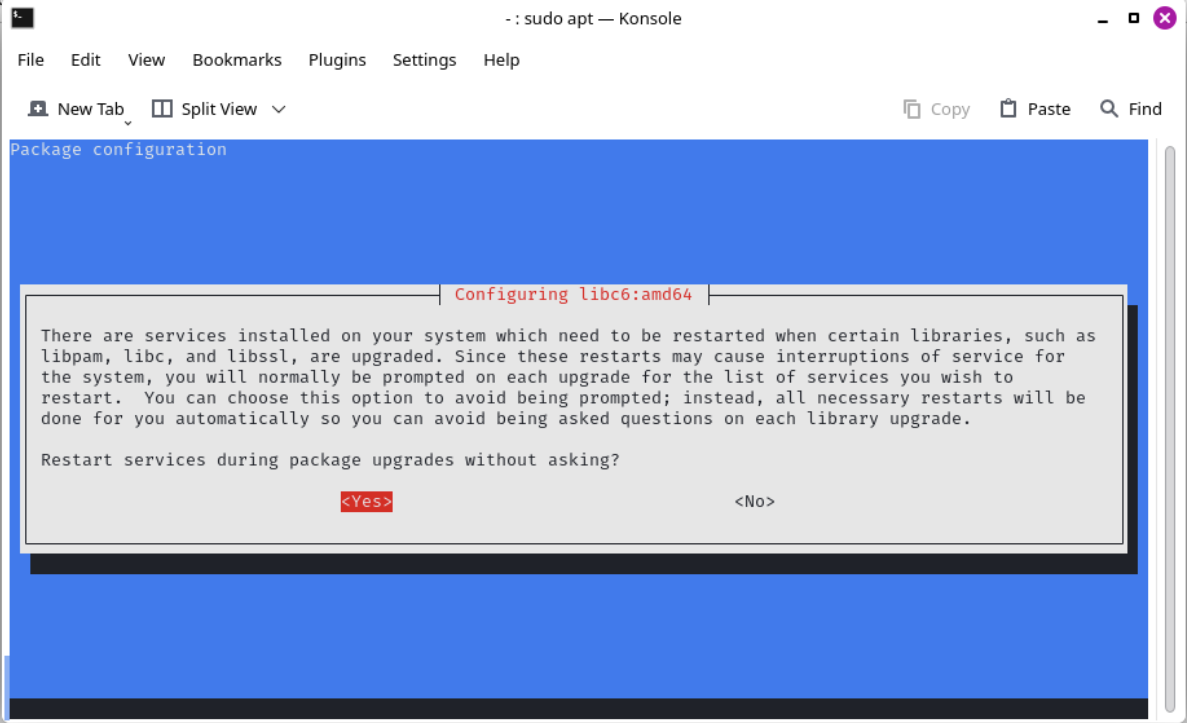 - : sudo apt — Konsole
File Edit View Bookmarks Plugins Settings Help
New Tab Split View Copy Paste Find
Package configuration
Configuring libc6:amd64
There are services installed on your system which need to be restarted when certain libraries, such as
libpam, libc, and libssl, are upgraded. Since these restarts may cause interruptions of service for
the system, you will normally be prompted on each upgrade for the list of services you wish to
restart.  You can choose this option to avoid being prompted; instead, all necessary restarts will be
done for you automatically so you can avoid being asked questions on each library upgrade.
Restart services during package upgrades without asking?
<Yes> <No>